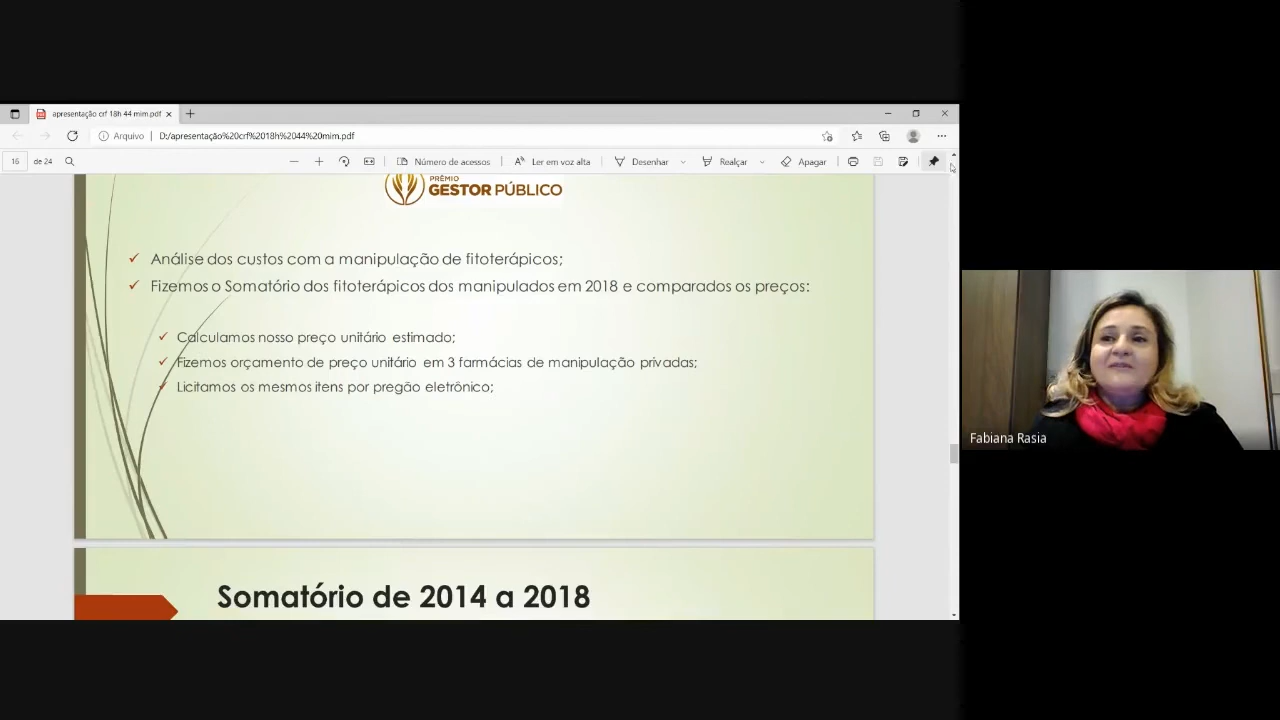 apresentação crf 18h 44 mim.pdf
Arquivo
D:/apresentação%20crf%2018h%2044%20mim.pdf
16 de 24
Número de acessos
Ler em voz alta
Desenhar
Realçar
Apagar
PRÊMIO
GESTOR PÚBLICO
Análise dos custos com a manipulação de fitoterápicos;
Fizemos o Somatório dos fitoterápicos dos manipulados em 2018 e comparados os preços:
Calculamos nosso preço unitário estimado;
Fizemos orçamento de preço unitário em 3 farmácias de manipulação privadas;
Licitamos os mesmos itens por pregão eletrônico;
Somatório de 2014 a 2018
Fabiana Rasia